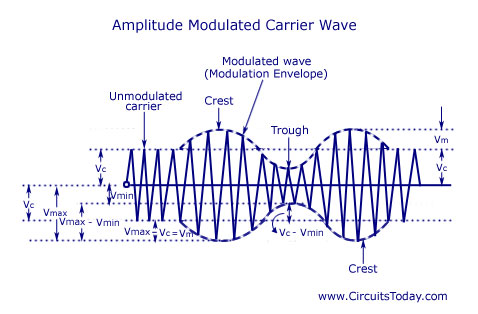 Amplitude Modulated Carrier Wave
Modulated wave
(Modulation Envelope)
Unmodulated
carrier
Crest
Trough
Vm
Vc
Vc
Vmin
Vc
Vmax
Vmax - Vmin
Vmax - Vc = Vm
Vc - Vmin
Crest
www.CircuitsToday.com